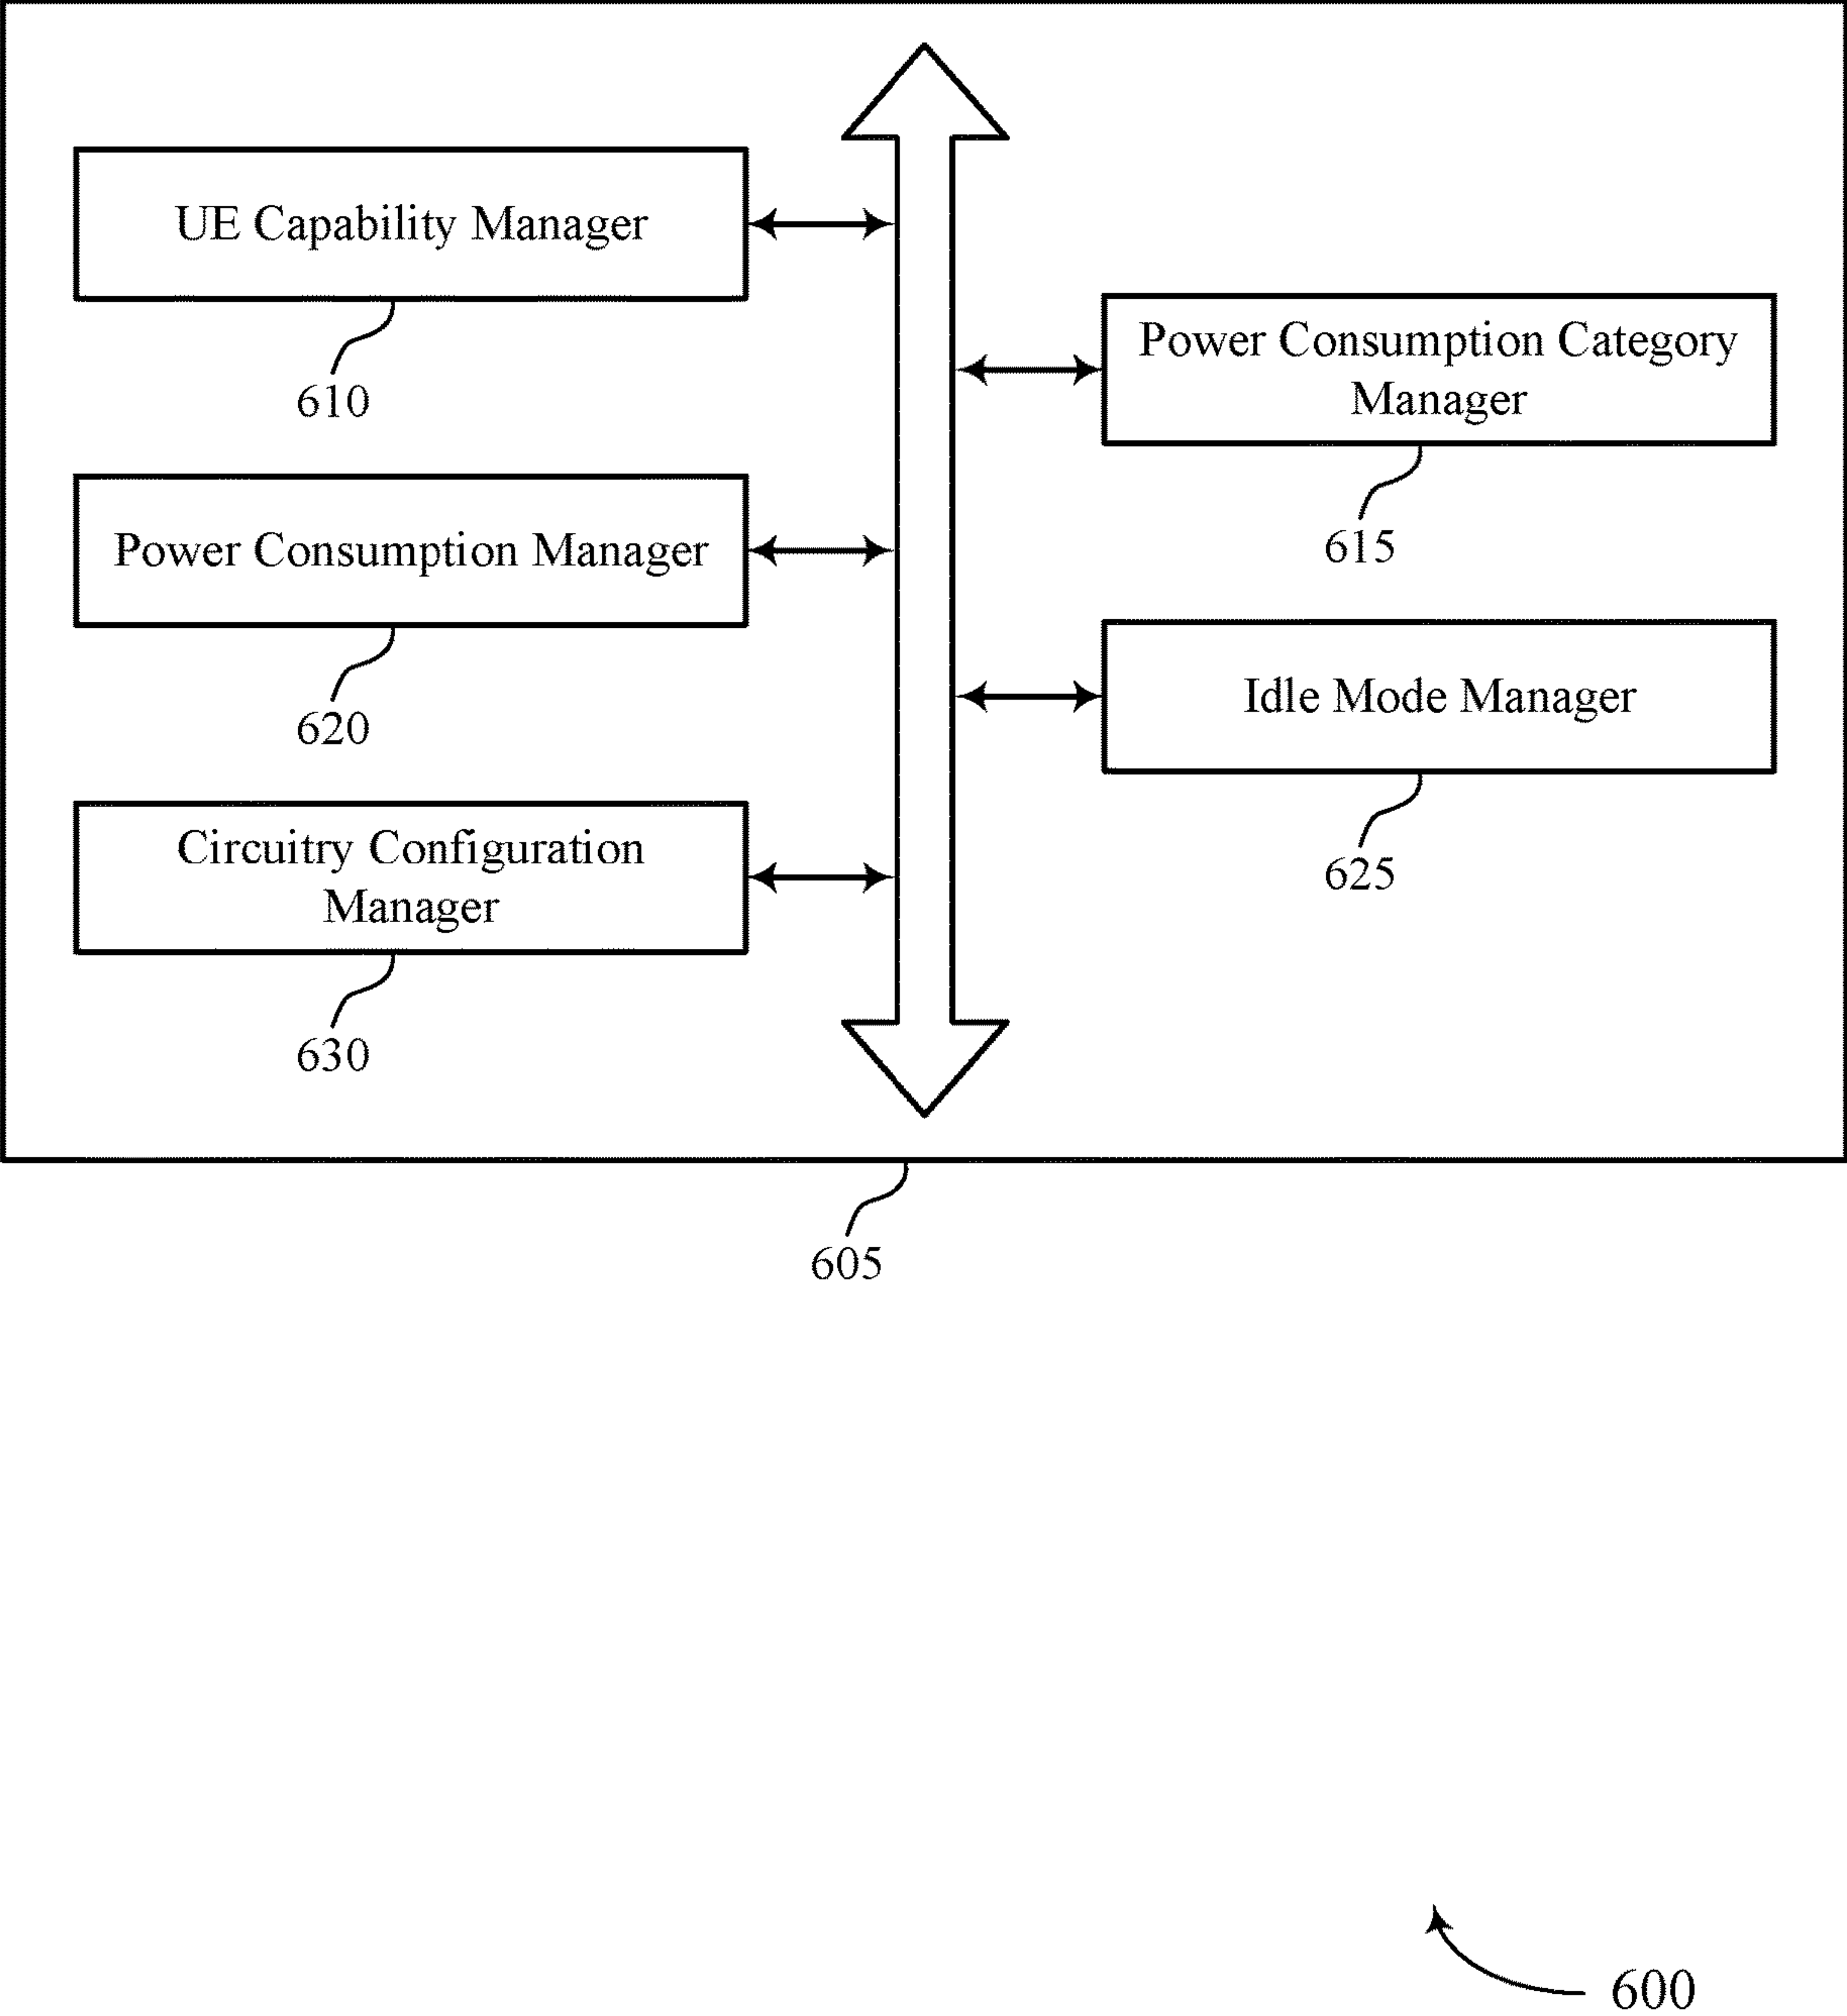 UE Capability Manager
610
Power Consumption Category
Manager
615
Power Consumption Manager
620
Idle Mode Manager
625
Circuitry Configuration
Manager
630
605
600